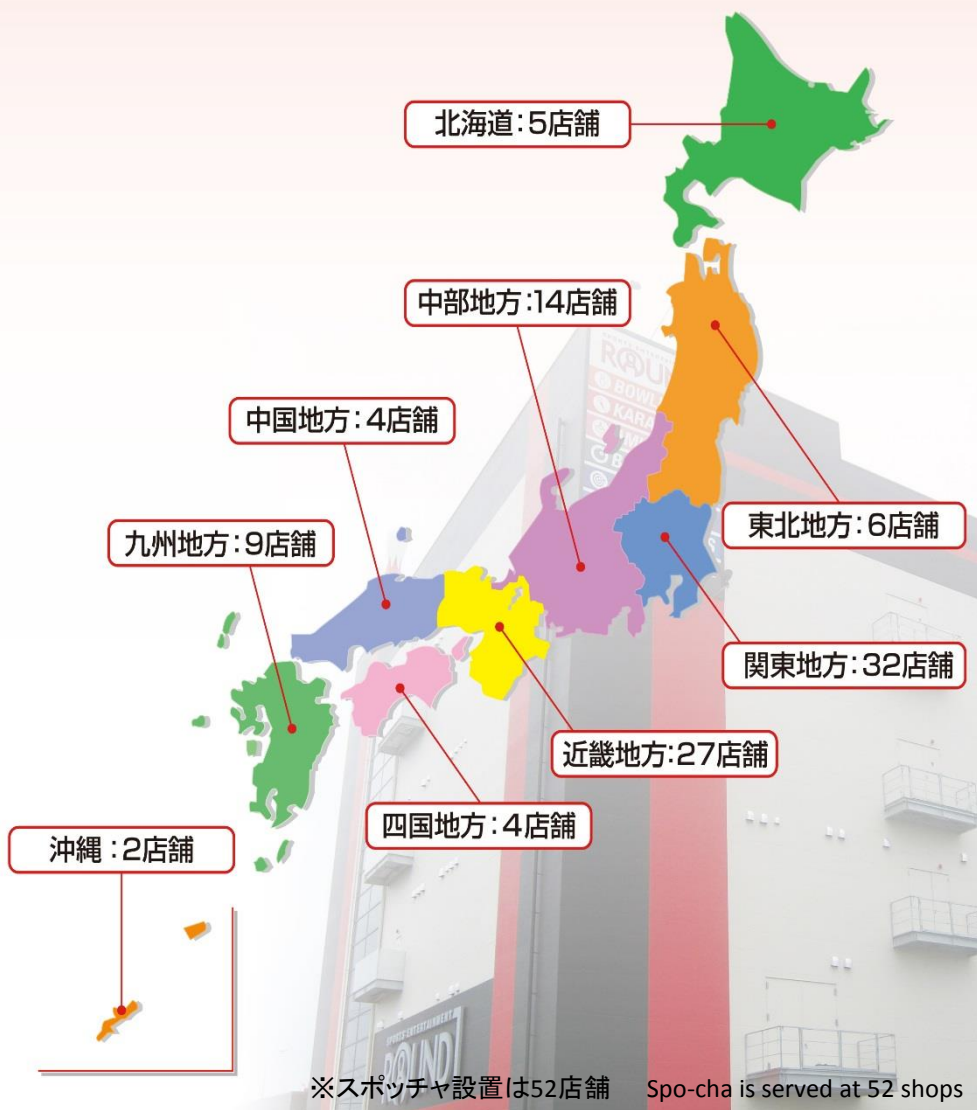 北海道：5店舗
中部地方：14店舗
中国地方：4店舗
東北地方：6店舗
九州地方：9店舗
関東地方：32店舗
近畿地方：27店舗
四国地方：4店舗
沖縄：2店舗
SPORTS ENTERTAINMENT
ROUND1
※スポッチャ設置は52店舗 Spo-cha is served at 52 shops